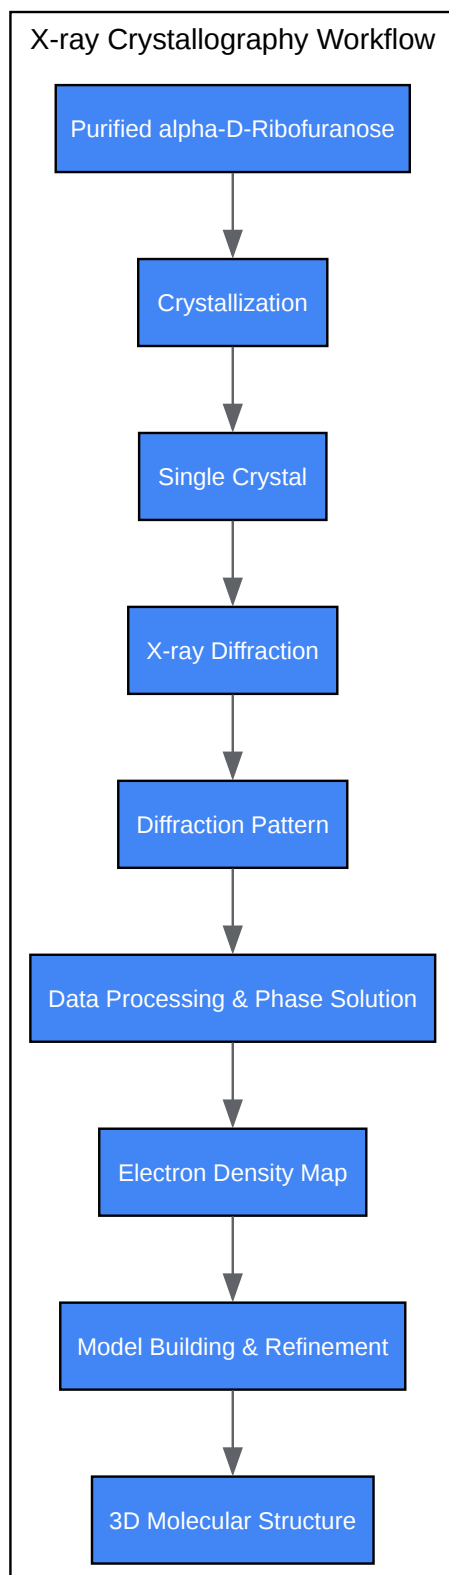 X-ray Crystallography Workflow
Purified alpha-D-Ribofuranose
Crystallization
Single Crystal
X-ray Diffraction
Diffraction Pattern
Data Processing & Phase Solution
Electron Density Map
Model Building & Refinement
3D Molecular Structure